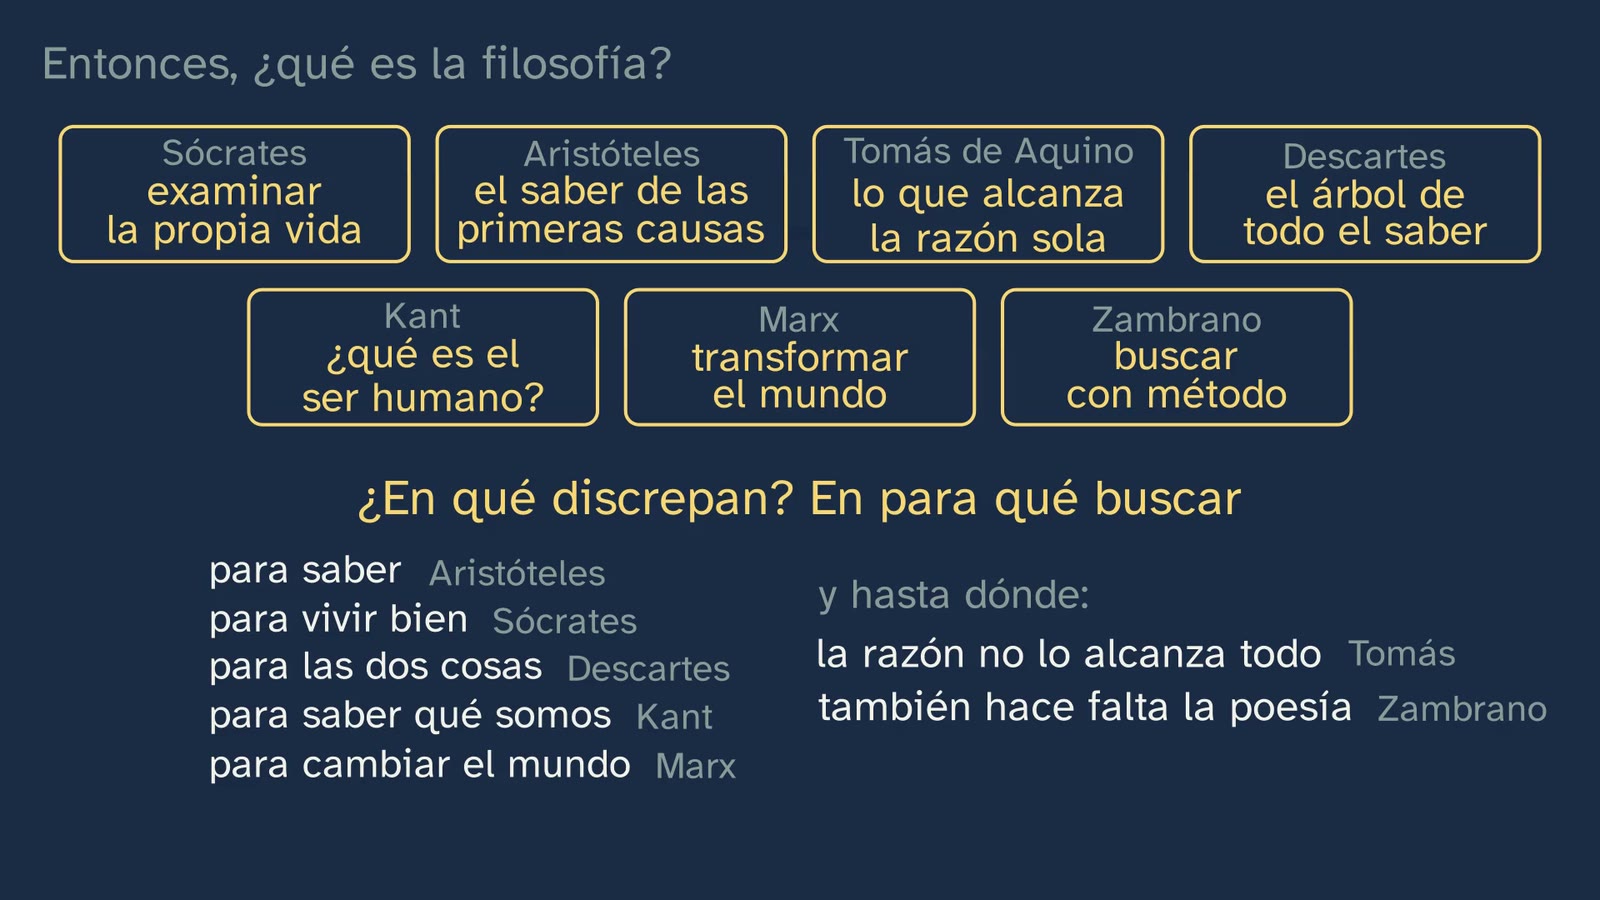 Entonces, ¿qué es la filosofía?
Sócrates
examinar
la propia vida
Aristóteles
el saber de las
primeras causas
Tomás de Aquino
lo que alcanza
la razón sola
Descartes
el árbol de
todo el saber
Kant
¿qué es el
ser humano?
Marx
transformar
el mundo
Zambrano
buscar
con método
¿En qué discrepan? En para qué buscar
para saber Aristóteles
para vivir bien Sócrates
para las dos cosas Descartes
para saber qué somos Kant
para cambiar el mundo Marx
y hasta dónde:
la razón no lo alcanza todo Tomás
también hace falta la poesía Zambrano